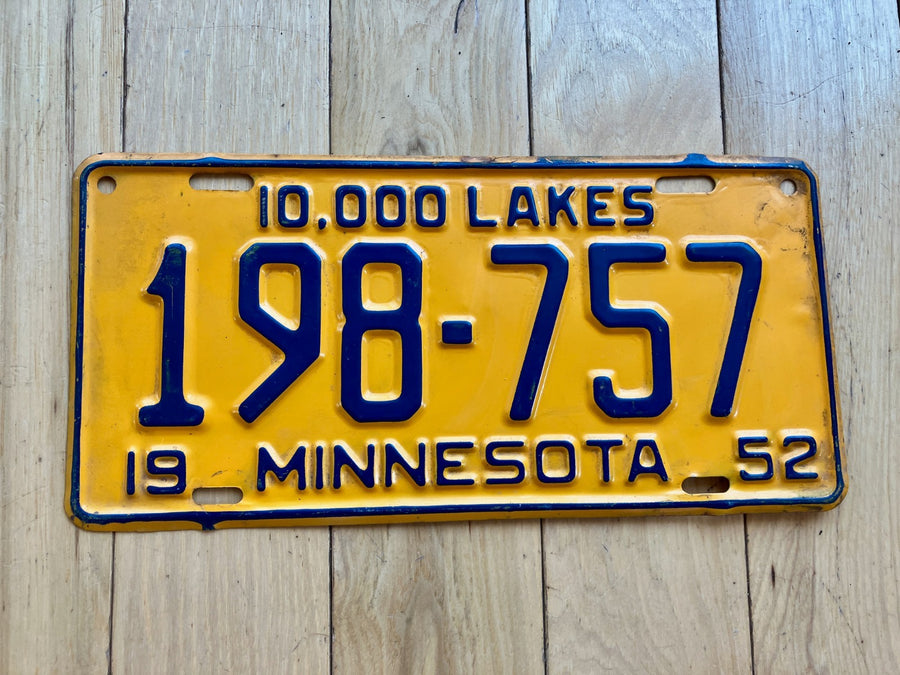 10,000 LAKES
198-757
19 MINNESOTA 52